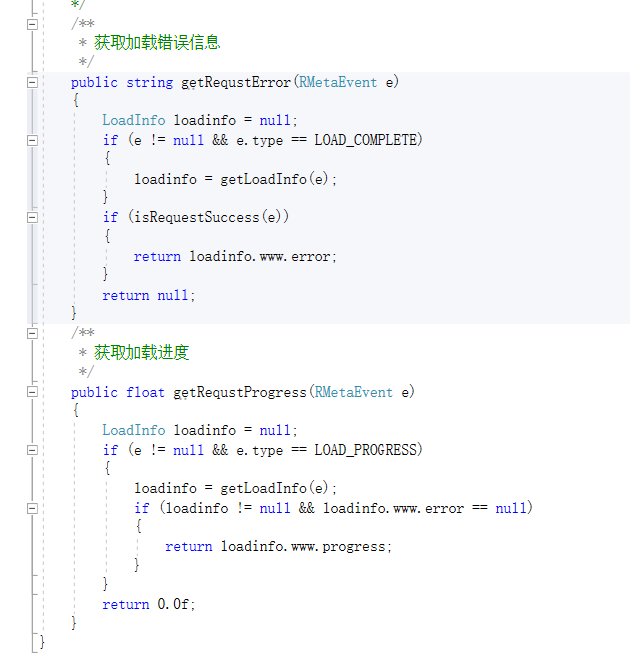 */
/**
* 获取加载错误信息
*/
public string getRequstError(RMetaEvent e)
{
LoadInfo loadinfo = null;
if (e != null && e.type == LOAD_COMPLETE)
{
loadinfo = getLoadInfo(e);
}
if (isRequestSuccess(e))
{
return loadinfo.www.error;
}
return null;
}
/**
* 获取加载进度
*/
public float getRequstProgress(RMetaEvent e)
{
LoadInfo loadinfo = null;
if (e != null && e.type == LOAD_PROGRESS)
{
loadinfo = getLoadInfo(e);
if (loadinfo != null && loadinfo.www.error == null)
{
return loadinfo.www.progress;
}
}
return 0.0f;
}
}